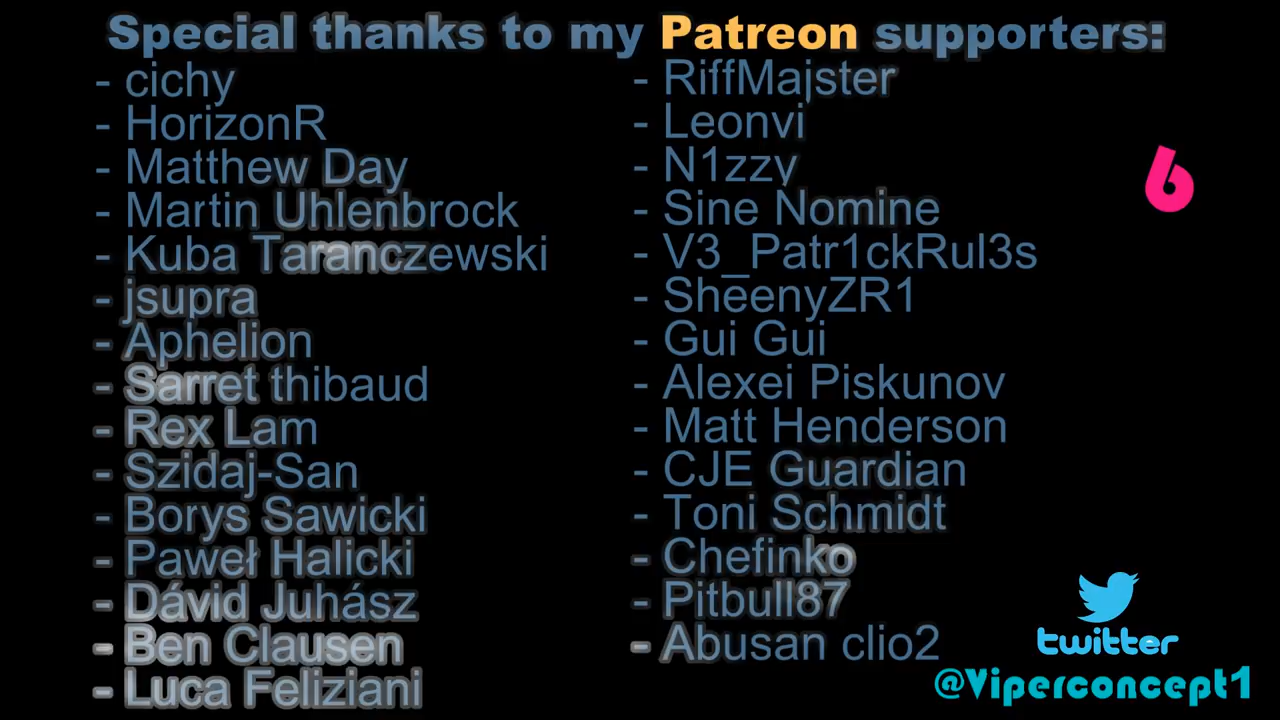 Special thanks to my Patreon supporters:
- cichy
- HorizonR
- Matthew Day
- Martin Uhlenbrock
- Kuba Taranczewski
- jsupra
- Aphelion
- Sarret thibaud
- Rex Lam
- Szidaj-San
- Borys Sawicki
- Paweł Halicki
- Dávid Juhász
- Ben Clausen
- Luca Feliziani
- RiffMajster
- Leonvi
- N1zzy
- Sine Nomine
- V3_Patr1ckRul3s
- SheenyZR1
- Gui Gui
- Alexei Piskunov
- Matt Henderson
- CJE Guardian
- Toni Schmidt
- Chefinko
- Pitbull87
- Abusan clio2
6
twitter
@Viperconcept1